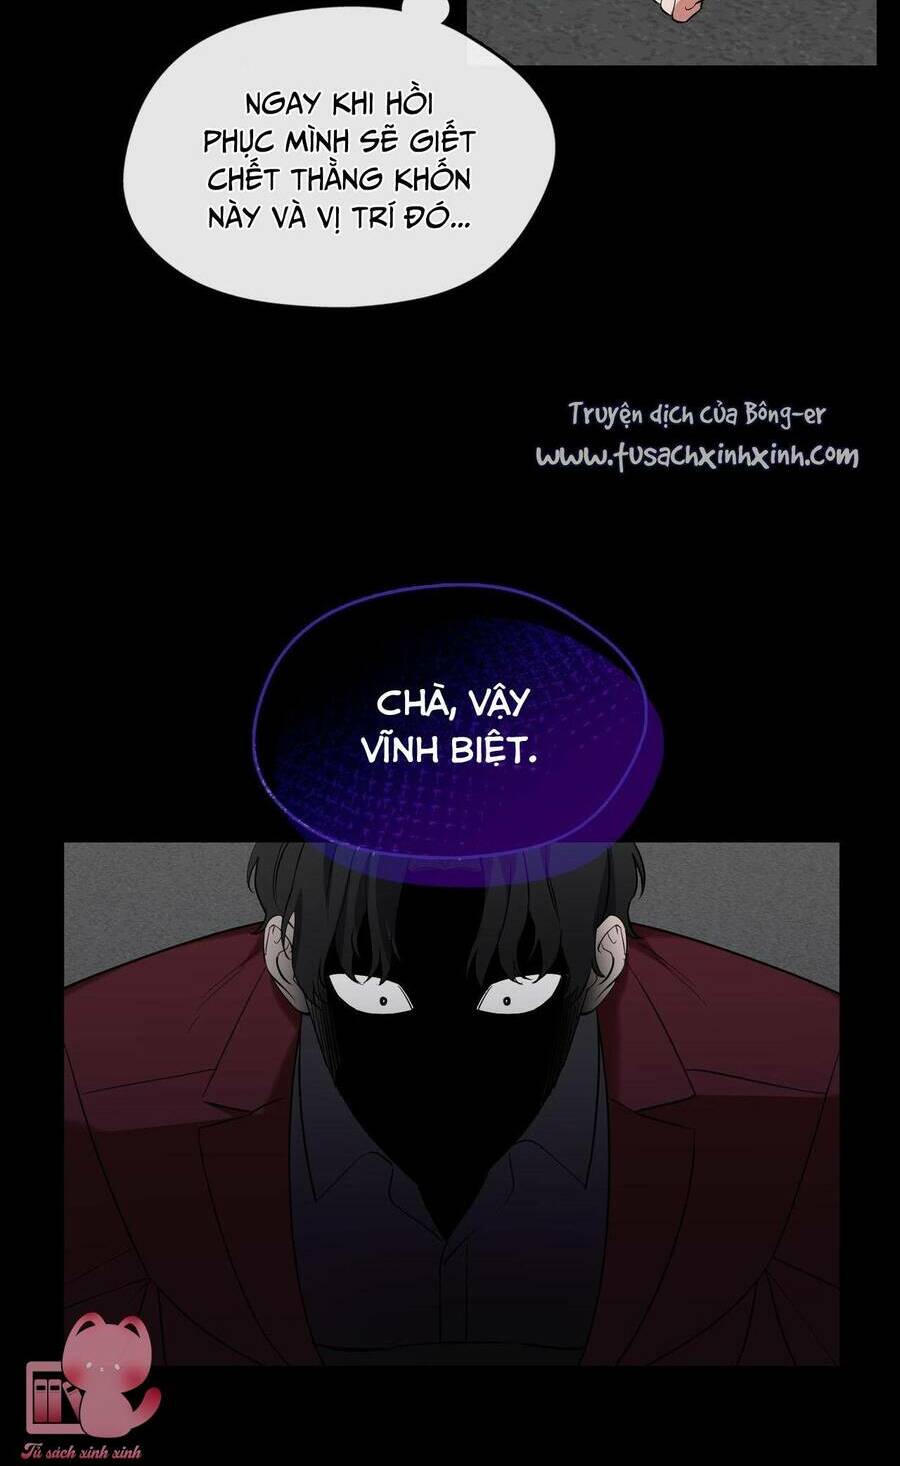 NGAY KHI HỒI
PHỤC MÌNH SẼ GIẾT
CHẾT THẰNG KHỐN
NÀY VÀ VỊ TRÍ ĐÓ...
Truyện dịch của Bông-er
www.tusachxinhxinh.com
CHÀ, VẬY
VĨNH BIỆT.
Tủ sách xinh xinh